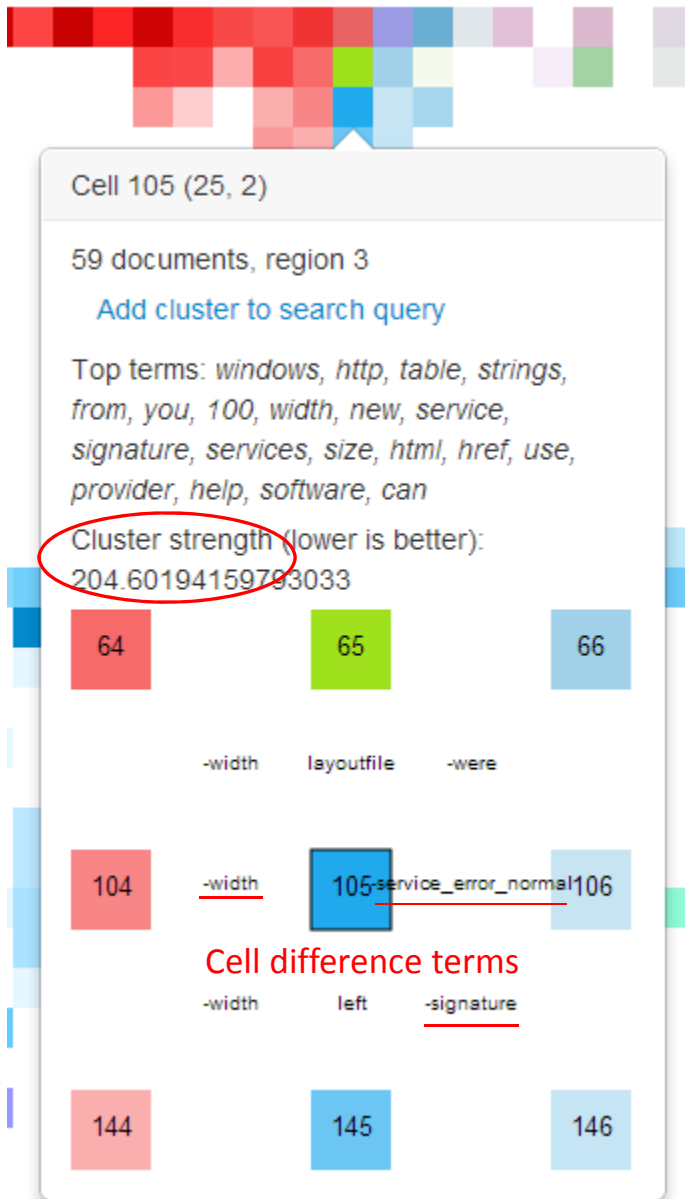 Cell 105 (25, 2)
59 documents, region 3
Add cluster to search query
Top terms: windows, http, table, strings,
from, you, 100, width, new, service,
signature, services, size, html, href, use,
provider, help, software, can
Cluster strength (lower is better):
204.60194159793033
64 65 66
-width layoutfile -were
104 -width 105 -service_error_normal 106
Cell difference terms
-width left -signature
144 145 146